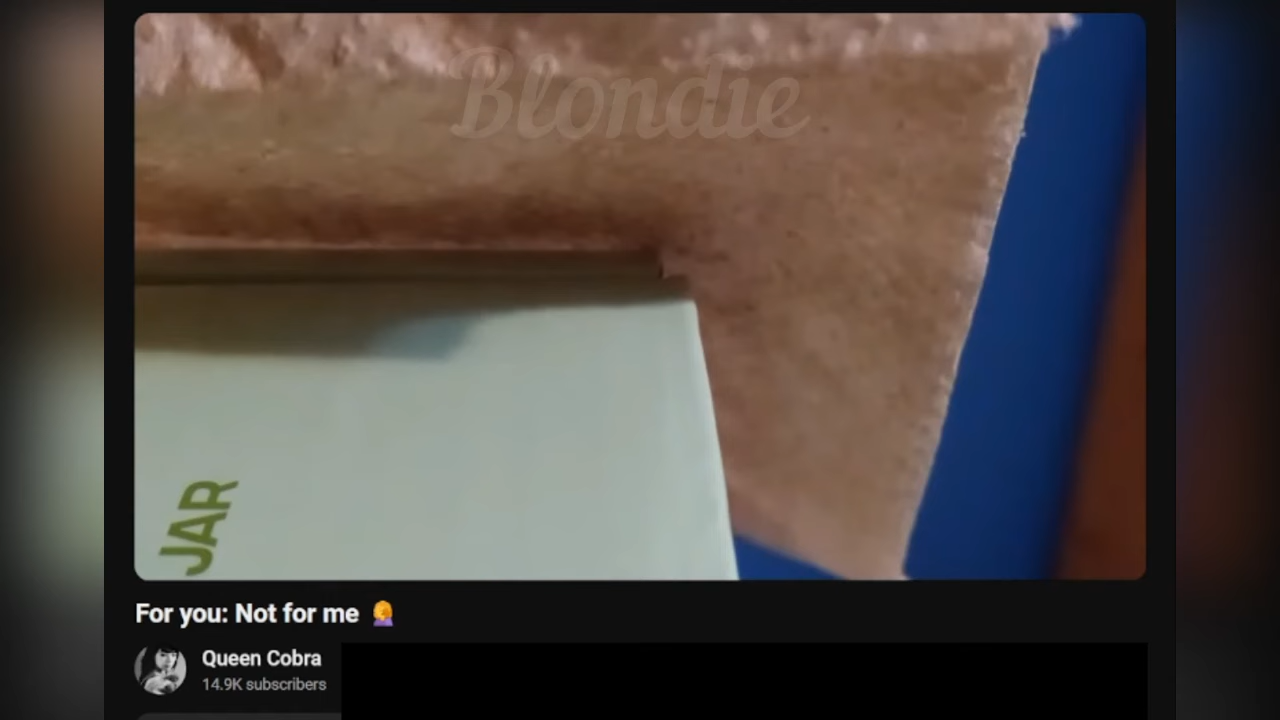 Blondie
JAR
For you: Not for me 🤦‍♀️
Queen Cobra
14.9K subscribers